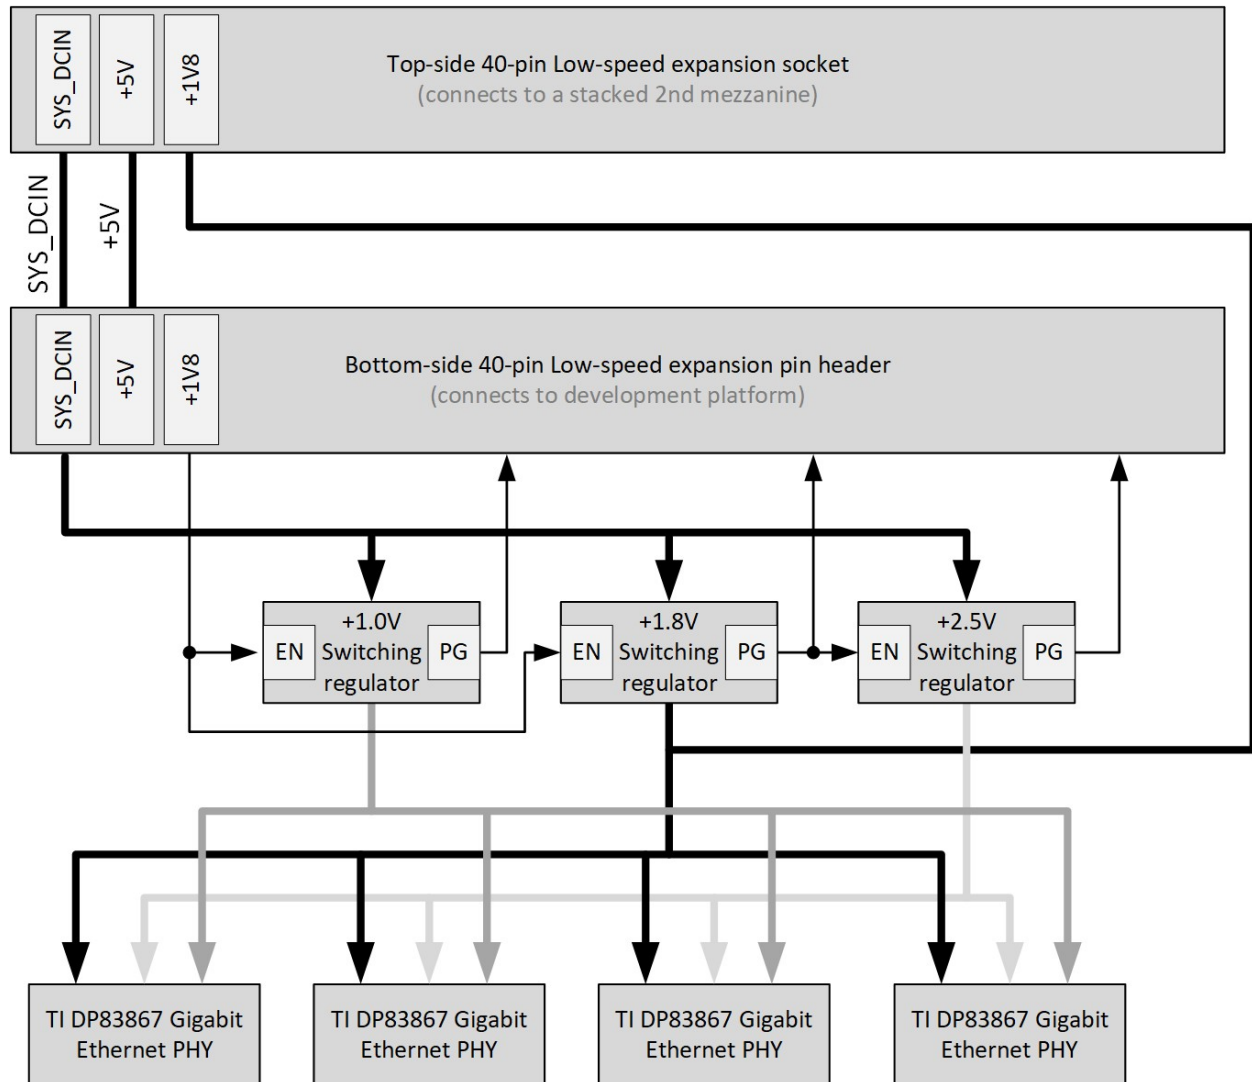 SYS_DCIN
+5V
+1V8
Top-side 40-pin Low-speed expansion socket
(connects to a stacked 2nd mezzanine)
SYS_DCIN
+5V
SYS_DCIN
+5V
+1V8
Bottom-side 40-pin Low-speed expansion pin header
(connects to development platform)
EN
+1.0V
Switching
regulator
PG
EN
+1.8V
Switching
regulator
PG
EN
+2.5V
Switching
regulator
PG
TI DP83867 Gigabit
Ethernet PHY
TI DP83867 Gigabit
Ethernet PHY
TI DP83867 Gigabit
Ethernet PHY
TI DP83867 Gigabit
Ethernet PHY